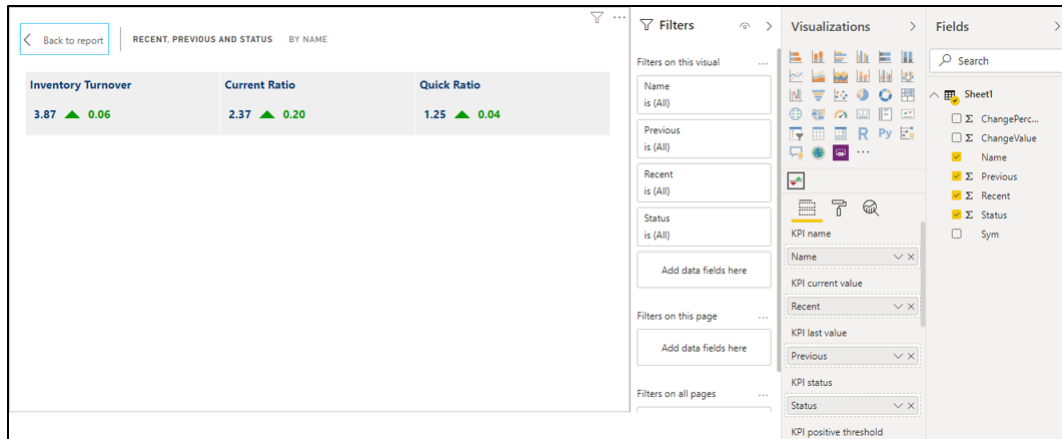 Back to report
RECENT, PREVIOUS AND STATUS BY NAME
Inventory Turnover Current Ratio Quick Ratio
3.87 0.06 2.37 0.20 1.25 0.04
Filters
Filters on this visual ...
Name
is (All)
Previous
is (All)
Recent
is (All)
Status
is (All)
Add data fields here
Filters on this page ...
Add data fields here
Filters on all pages ...
Visualizations
R Py
KPI name
Name
KPI current value
Recent
KPI last value
Previous
KPI status
Status
KPI positive threshold
Fields
Search
Sheet1
Σ ChangePerc...
Σ ChangeValue
Name
Σ Previous
Σ Recent
Σ Status
Sym